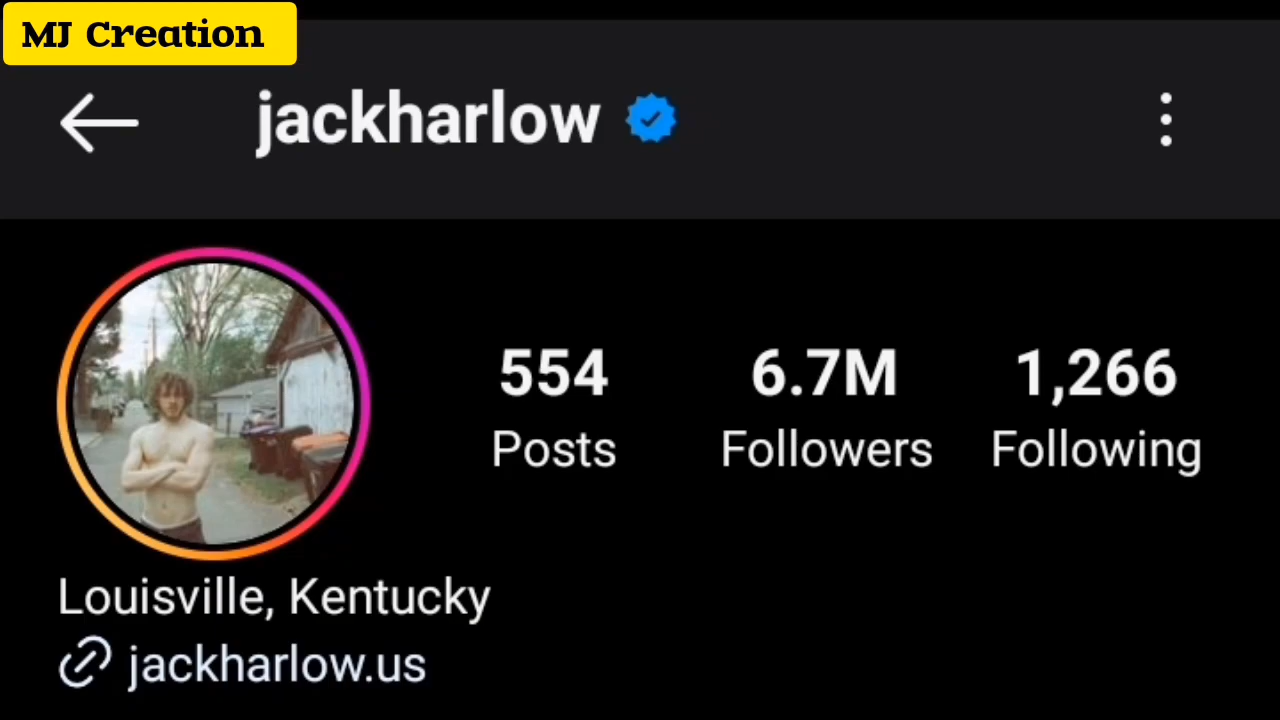 MJ Creation
jackharlow
554 6.7M 1,266
Posts Followers Following
Louisville, Kentucky
jackharlow.us